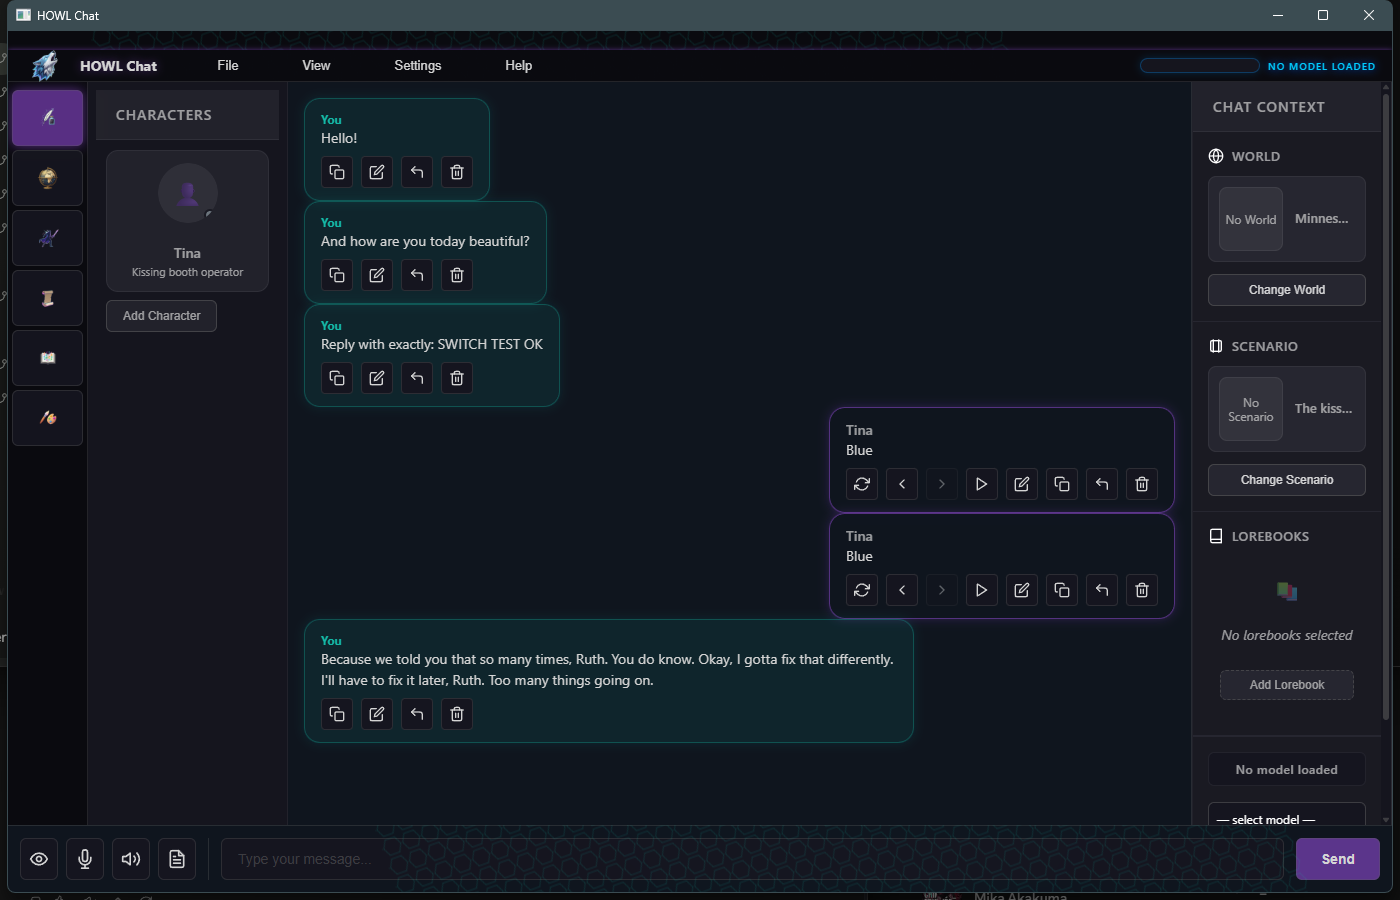 HOWL Chat
HOWL Chat
File
View
Settings
Help
NO MODEL LOADED
CHARACTERS
Tina
Kissing booth operator
Add Character
You
Hello!
You
And how are you today beautiful?
You
Reply with exactly: SWITCH TEST OK
Tina
Blue
Tina
Blue
You
Because we told you that so many times, Ruth. You do know. Okay, I gotta fix that differently.
I'll have to fix it later, Ruth. Too many things going on.
CHAT CONTEXT
WORLD
No World
Minnes...
Change World
SCENARIO
No
Scenario
The kiss...
Change Scenario
LOREBOOKS
No lorebooks selected
Add Lorebook
No model loaded
— select model —
Type your message...
Send
Mika Akakuma